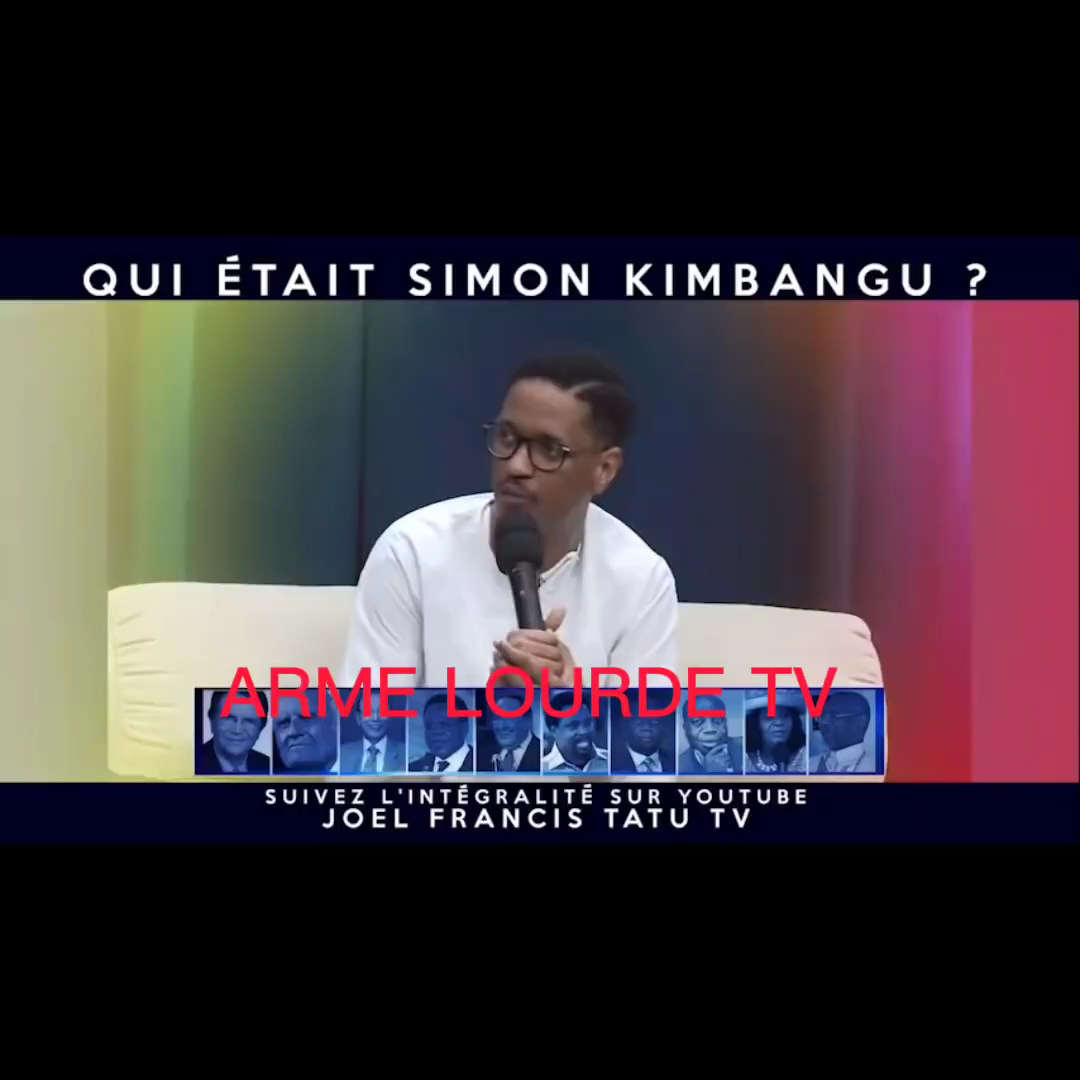 QUI ÉTAIT SIMON KIMBANGU ?
ARME LOURDE TV
SUIVEZ L'INTÉGRALITÉ SUR YOUTUBE
JOEL FRANCIS TATU TV